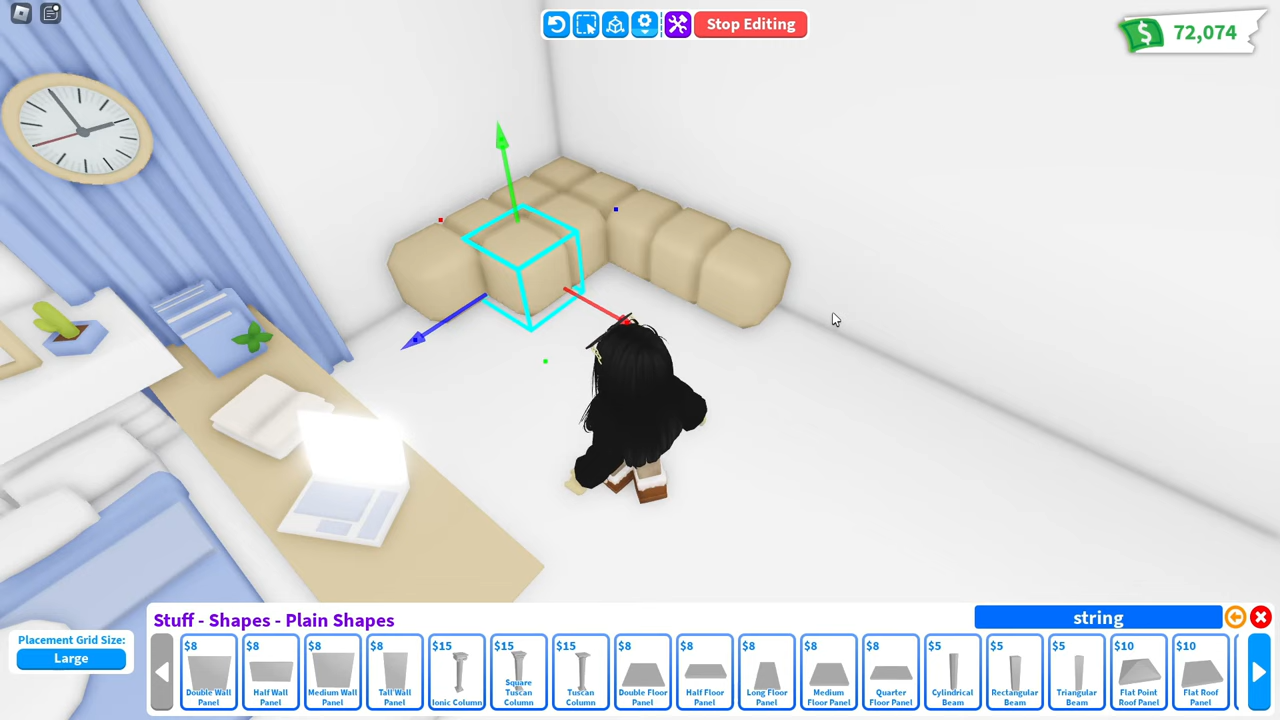 Stop Editing
72,074
Stuff - Shapes - Plain Shapes
string
Placement Grid Size:
Large
$8
Double Wall Panel
$8
Half Wall Panel
$8
Medium Wall Panel
$8
Tall Wall Panel
$15
Ionic Column
$15
Square Tuscan Column
$15
Tuscan Column
$8
Double Floor Panel
$8
Half Floor Panel
$8
Long Floor Panel
$8
Medium Floor Panel
$8
Quarter Floor Panel
$5
Cylindrical Beam
$5
Rectangular Beam
$5
Triangular Beam
$10
Flat Point Roof Panel
$10
Flat Roof Panel